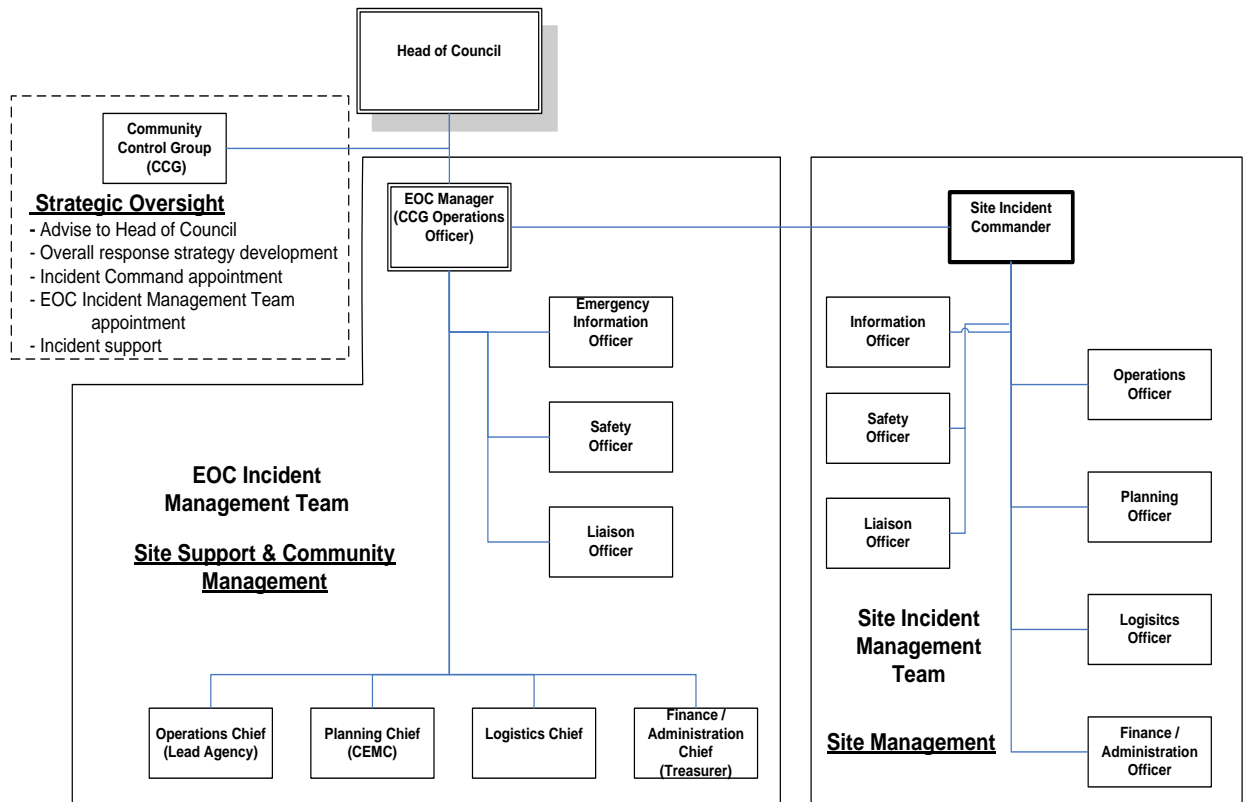 Head of Council
Community
Control Group
(CCG)
Strategic Oversight
- Advise to Head of Council
- Overall response strategy development
- Incident Command appointment
- EOC Incident Management Team
appointment
- Incident support
EOC Manager
(CCG Operations
Officer)
Emergency
Information
Officer
Safety
Officer
Liaison
Officer
EOC Incident
Management Team
Site Support & Community
Management
Operations Chief
(Lead Agency)
Planning Chief
(CEMC)
Logistics Chief
Finance /
Administration
Chief
(Treasurer)
Site Incident
Commander
Information
Officer
Safety
Officer
Liaison
Officer
Operations
Officer
Planning
Officer
Logisitcs
Officer
Finance /
Administration
Officer
Site Incident
Management
Team
Site Management